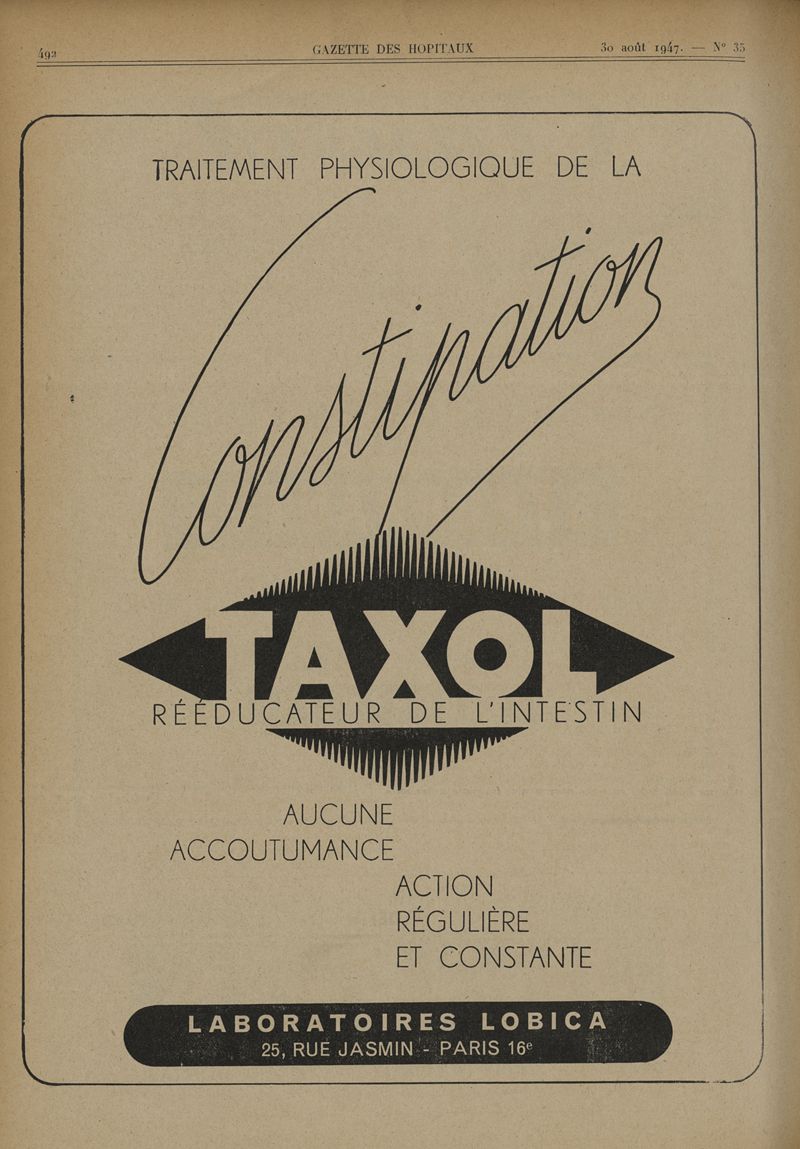 492
GAZETTE DES HOPITAUX
30 août 1947. — N° 35
TRAITEMENT PHYSIOLOGIQUE DE LA
Constipation
TAXOL
RÉÉDUCATEUR DE L'INTESTIN
AUCUNE
ACCOUTUMANCE
ACTION
RÉGULIÈRE
ET CONSTANTE
LABORATOIRES LOBICA
25, RUE JASMIN - PARIS 16e